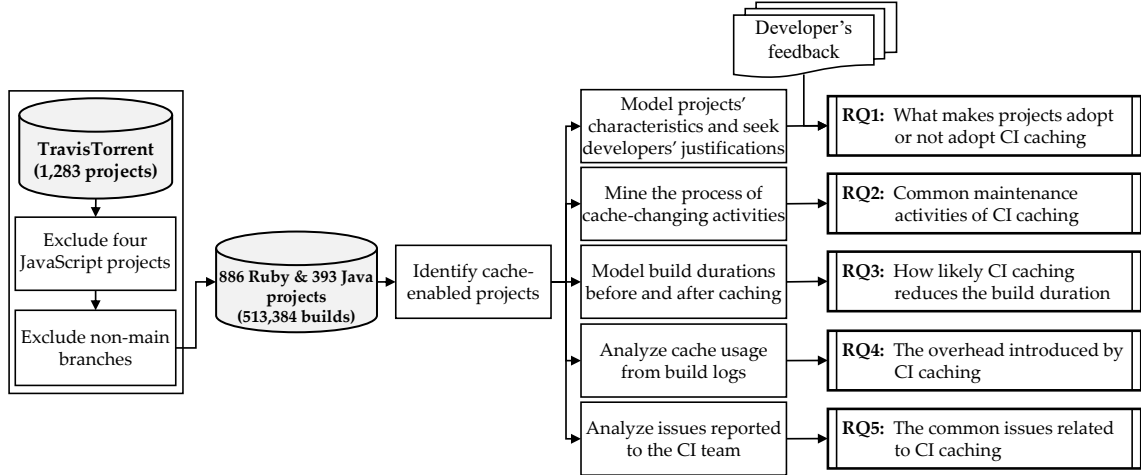 Developer's
feedback
TravisTorrent
(1,283 projects)
Exclude four
JavaScript projects
Exclude non-main
branches
886 Ruby & 393 Java
projects
(513,384 builds)
Identify cache-
enabled projects
Model projects'
characteristics and seek
developers' justifications
Mine the process of
cache-changing activities
Model build durations
before and after caching
Analyze cache usage
from build logs
Analyze issues reported
to the CI team
RQ1: What makes projects adopt
or not adopt CI caching
RQ2: Common maintenance
activities of CI caching
RQ3: How likely CI caching
reduces the build duration
RQ4: The overhead introduced by
CI caching
RQ5: The common issues related
to CI caching